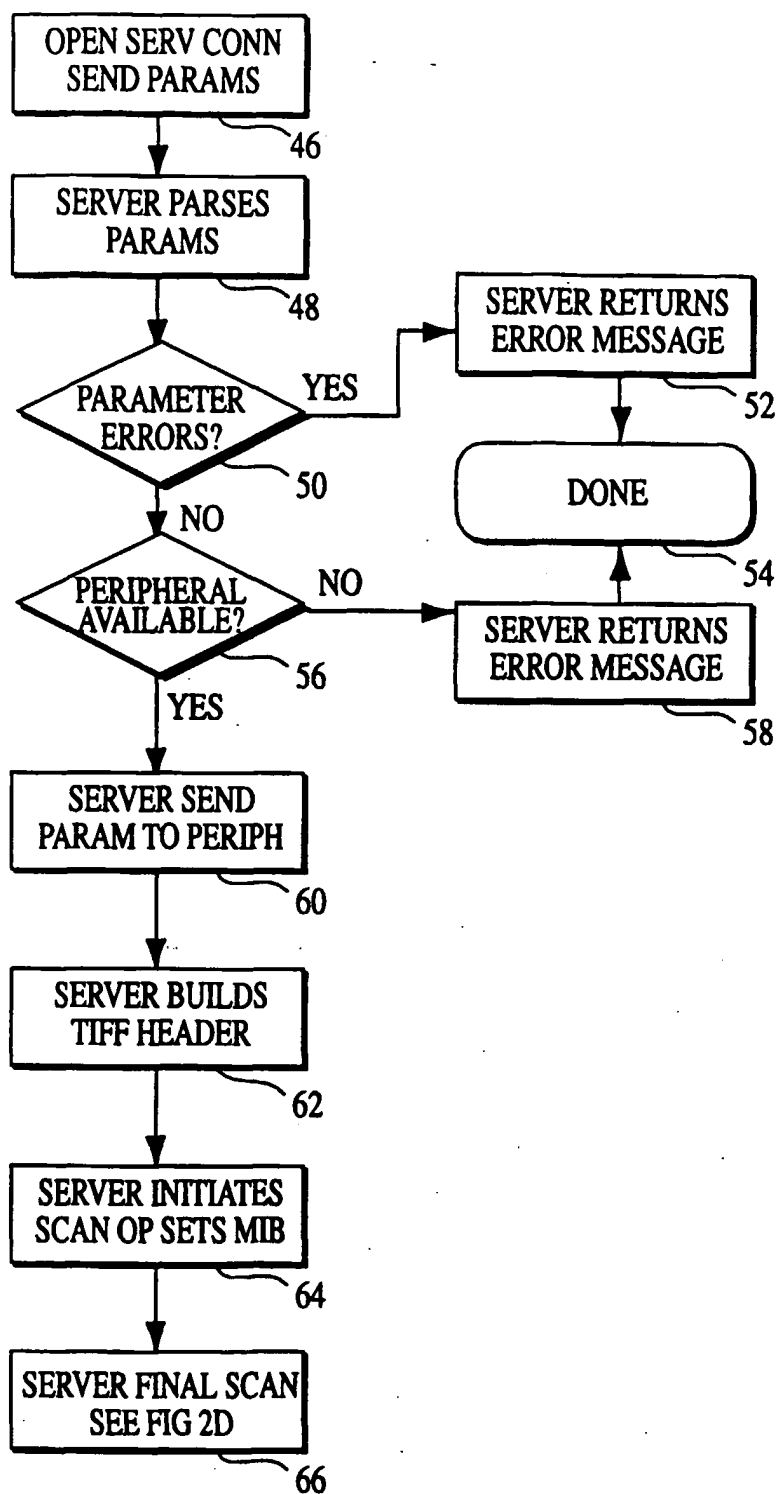 OPEN SERV CONN
SEND PARAMS
46
SERVER PARSES
PARAMS
48
PARAMETER
ERRORS?
50
YES
SERVER RETURNS
ERROR MESSAGE
52
DONE
54
NO
PERIPHERAL
AVAILABLE?
56
NO
SERVER RETURNS
ERROR MESSAGE
58
YES
SERVER SEND
PARAM TO PERIPH
60
SERVER BUILDS
TIFF HEADER
62
SERVER INITIATES
SCAN OP SETS MIB
64
SERVER FINAL SCAN
SEE FIG 2D
66